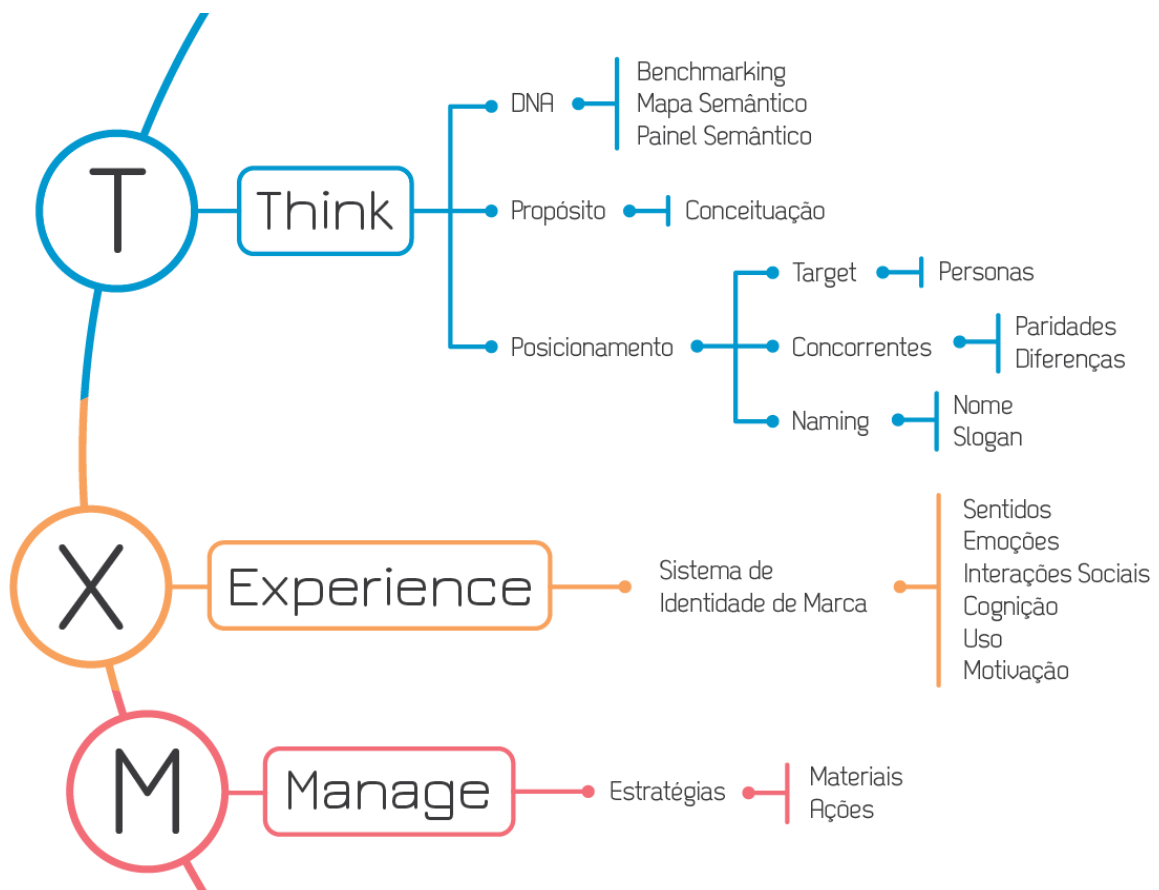 T
Think
DNA
Benchmarking
Mapa Semântico
Painel Semântico
Propósito
Conceituação
Posicionamento
Target
Personas
Concorrentes
Paridades
Diferenças
Naming
Nome
Slogan
X
Experience
Sistema de
Identidade de Marca
Sentidos
Emoções
Interações Sociais
Cognição
Uso
Motivação
M
Manage
Estratégias
Materiais
Ações